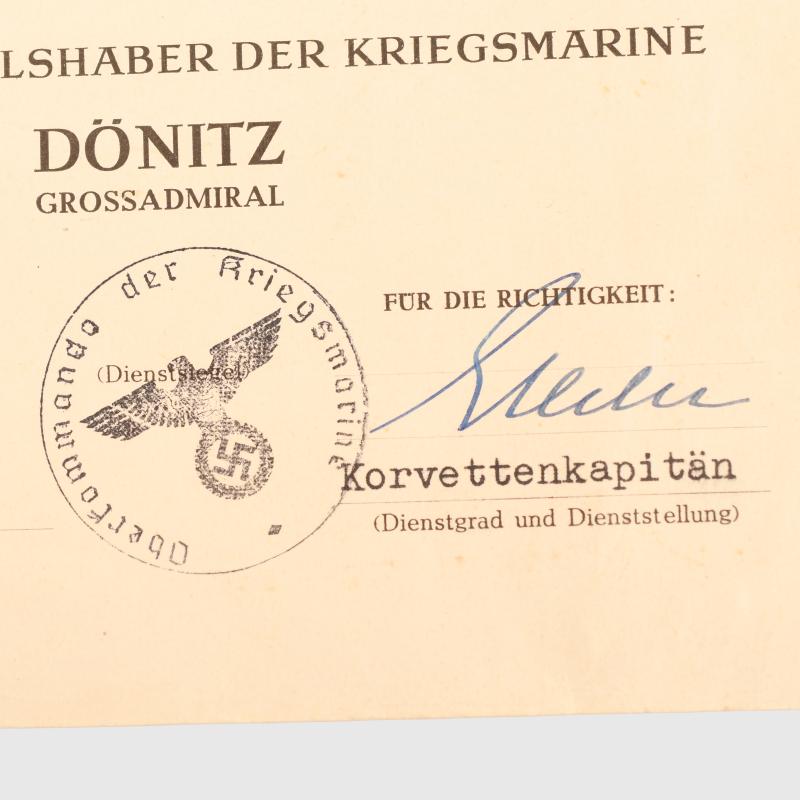 LSHABER DER KRIEGSMARINE
DÖNITZ
GROSSADMIRAL
Oberkommando der Kriegsmarine
(Dienstsiegel)
FÜR DIE RICHTIGKEIT:
Korvettenkapitän
(Dienstgrad und Dienststellung)